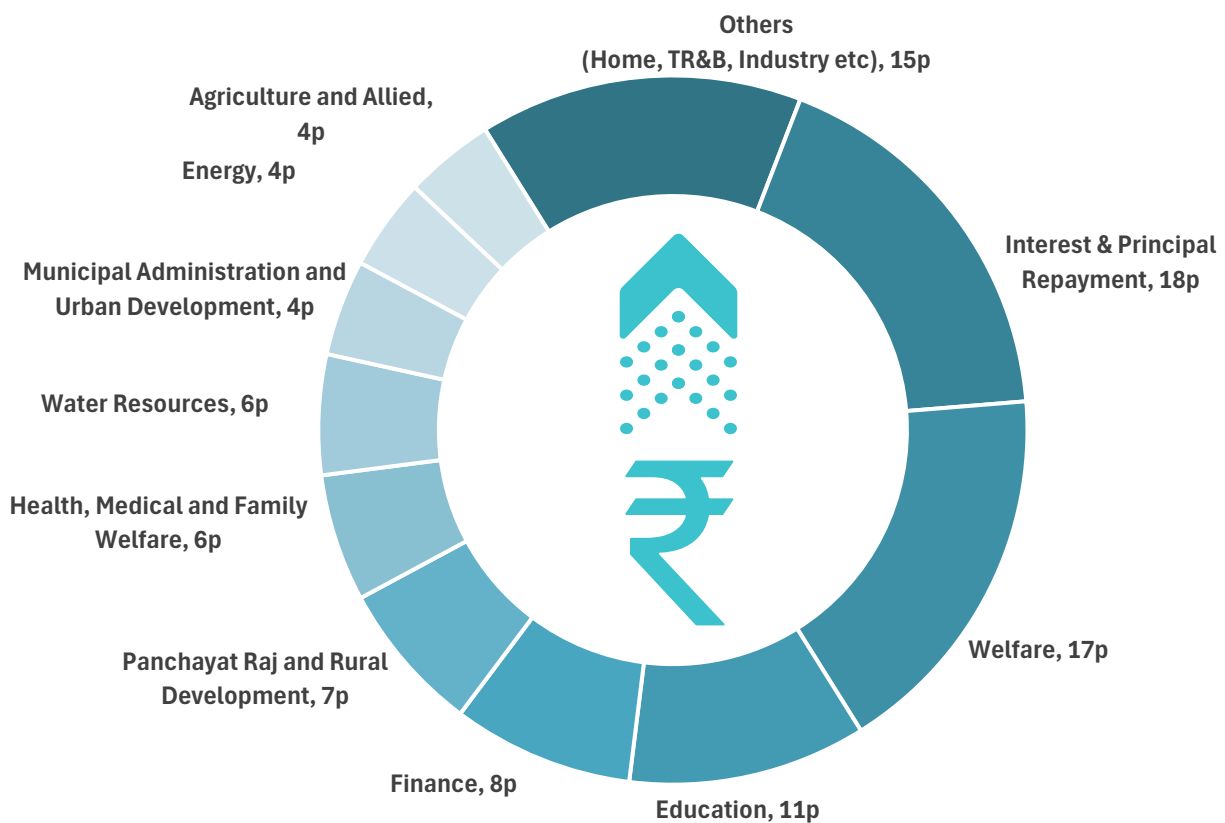 Others
(Home, TR&B, Industry etc), 15p
Interest & Principal
Repayment, 18p
Welfare, 17p
Education, 11p
Finance, 8p
Panchayat Raj and Rural
Development, 7p
Health, Medical and Family
Welfare, 6p
Water Resources, 6p
Municipal Administration and
Urban Development, 4p
Energy, 4p
Agriculture and Allied,
4p
₹